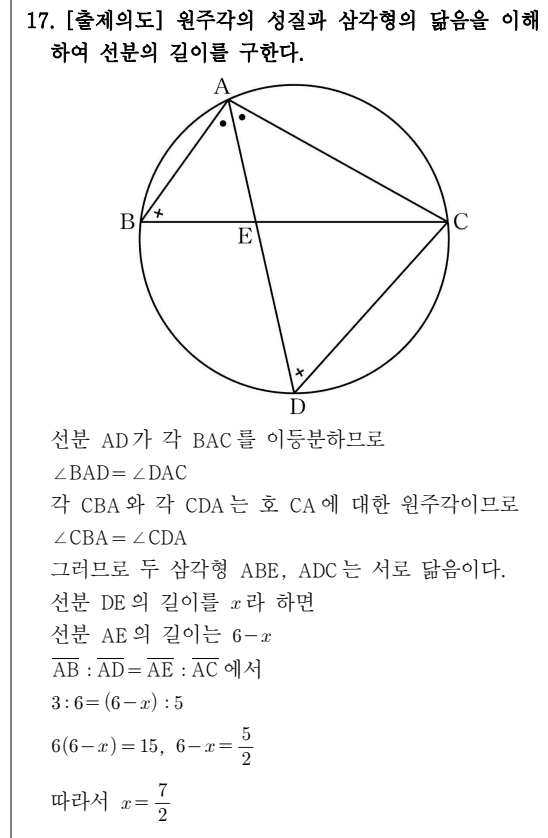 17. [출제의도] 원주각의 성질과 삼각형의 닮음을 이해
하여 선분의 길이를 구한다.
A
B
E
C
D
선분 AD가 각 BAC를 이등분하므로
∠BAD=∠DAC
각 CBA와 각 CDA는 호 CA에 대한 원주각이므로
∠CBA=∠CDA
그러므로 두 삼각형 ABE, ADC는 서로 닮음이다.
선분 DE의 길이를 x라 하면
선분 AE의 길이는 6-x
A̅B̅ : A̅D̅ = A̅E̅ : A̅C̅ 에서
3 : 6 = (6-x) : 5
6(6-x) = 15, 6-x = 5/2
따라서 x = 7/2